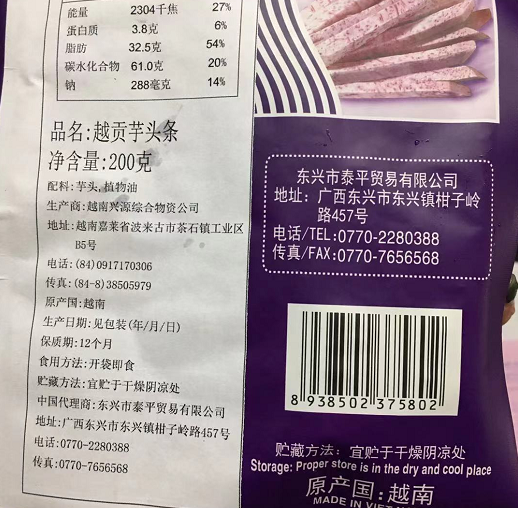 能量 2304千焦 27%
蛋白质 3.8克 6%
脂肪 32.5克 54%
碳水化合物 61.0克 20%
钠 288毫克 14%
品名:越贡芋头条
净含量:200克
配料:芋头,植物油
生产商:越南兴源综合物资公司
地址:越南嘉莱省波来古市茶石镇工业区
B5号
电话:(84)0917170306
传真:(84-8)38505979
原产国:越南
生产日期:见包装(年/月/日)
保质期:12个月
食用方法:开袋即食
贮藏方法:宜贮于干燥阴凉处
中国代理商:东兴市泰平贸易有限公司
地址:广西东兴市东兴镇柑子岭路457号
电话:0770-2280388
传真:0770-7656568
东兴市泰平贸易有限公司
地址:广西东兴市东兴镇柑子岭
路457号
电话/TEL:0770-2280388
传真/FAX:0770-7656568
8 938502 375802
贮藏方法: 宜贮于干燥阴凉处
Storage: Proper store is in the dry and cool place
原产国:越南
MADE IN